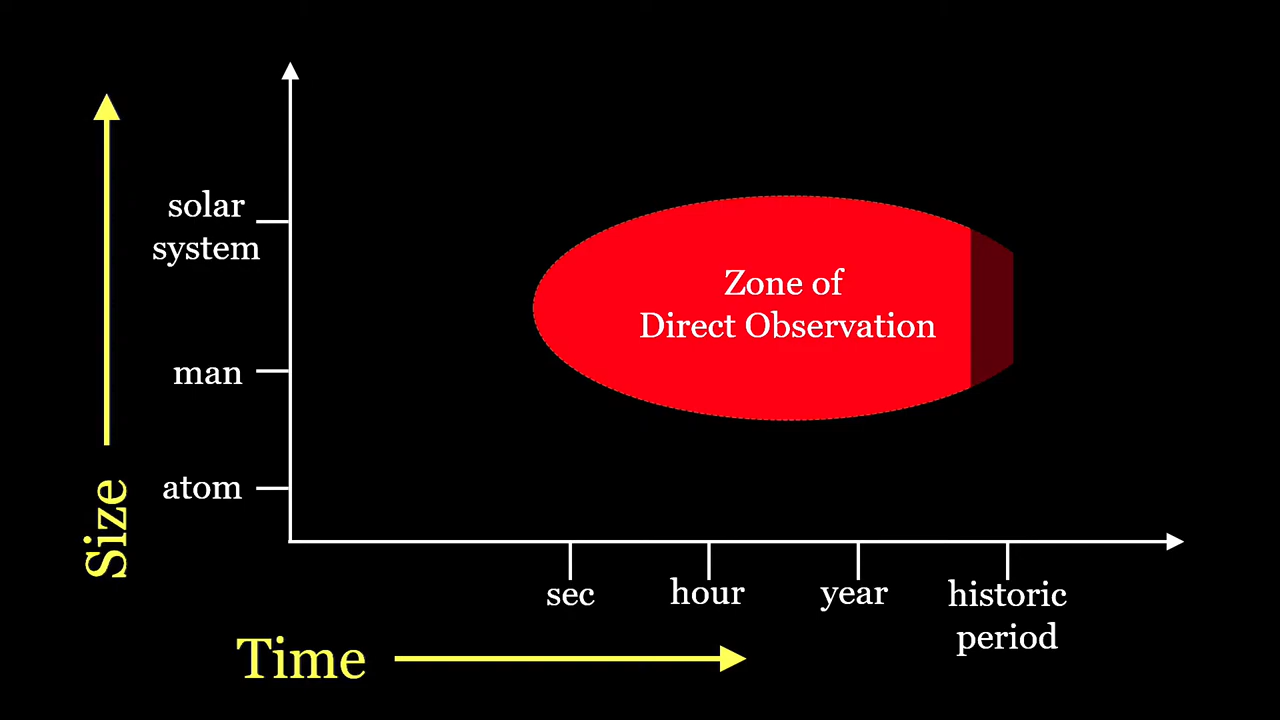 solar
system
man
atom
Size
Zone of
Direct Observation
sec
hour
year
historic
period
Time